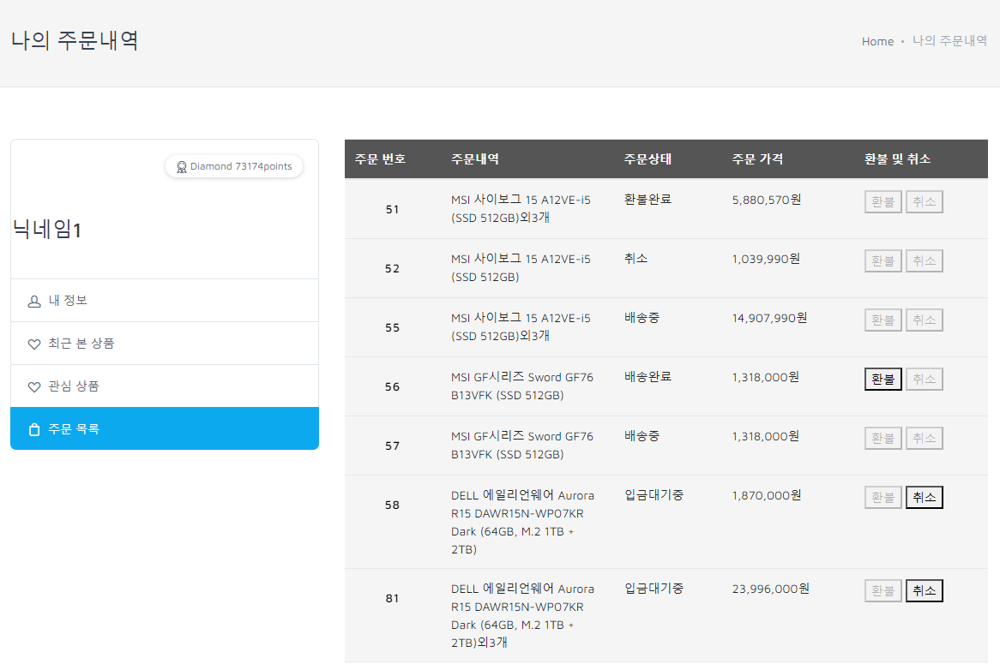 나의 주문내역
Home • 나의 주문내역
Diamond 73174points
닉네임1
내 정보
최근 본 상품
관심 상품
주문 목록
주문 번호 주문내역 주문상태 주문 가격 환불 및 취소
51 MSI 사이보그 15 A12VE-i5 환불완료 5,880,570원 환불 취소
(SSD 512GB)외3개
52 MSI 사이보그 15 A12VE-i5 취소 1,039,990원 환불 취소
(SSD 512GB)
55 MSI 사이보그 15 A12VE-i5 배송중 14,907,990원 환불 취소
(SSD 512GB)외3개
56 MSI GF시리즈 Sword GF76 배송완료 1,318,000원 환불 취소
B13VFK (SSD 512GB)
57 MSI GF시리즈 Sword GF76 배송중 1,318,000원 환불 취소
B13VFK (SSD 512GB)
58 DELL 에일리언웨어 Aurora 입금대기중 1,870,000원 환불 취소
R15 DAWR15N-WP07KR
Dark (64GB, M.2 1TB +
2TB)
81 DELL 에일리언웨어 Aurora 입금대기중 23,996,000원 환불 취소
R15 DAWR15N-WP07KR
Dark (64GB, M.2 1TB +
2TB)외3개